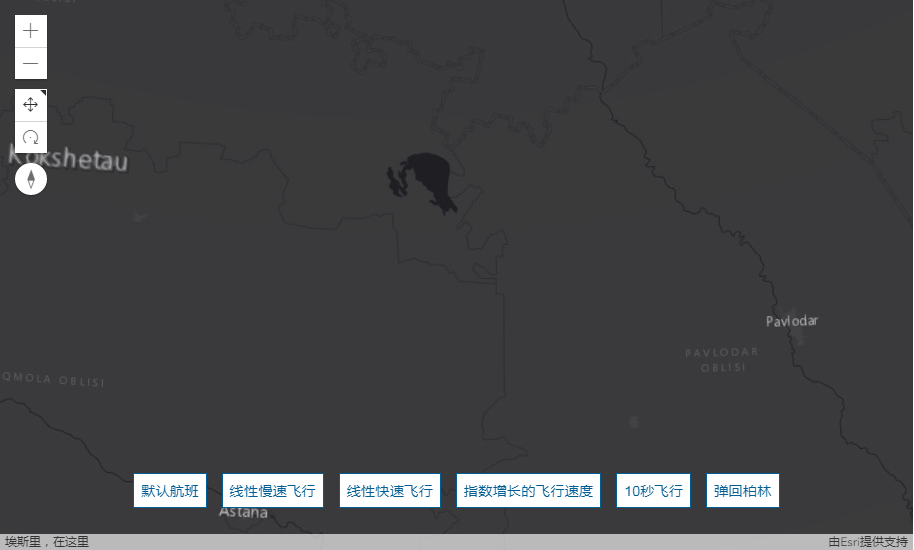 Kokshetau
Pavlodar
PAVLODAR
OBLISI
QMOLA OBLISI
默认航班
线性慢速飞行
线性快速飞行
指数增长的飞行速度
10秒飞行
弹回柏林
Astana
埃斯里，在这里
由Esri提供支持